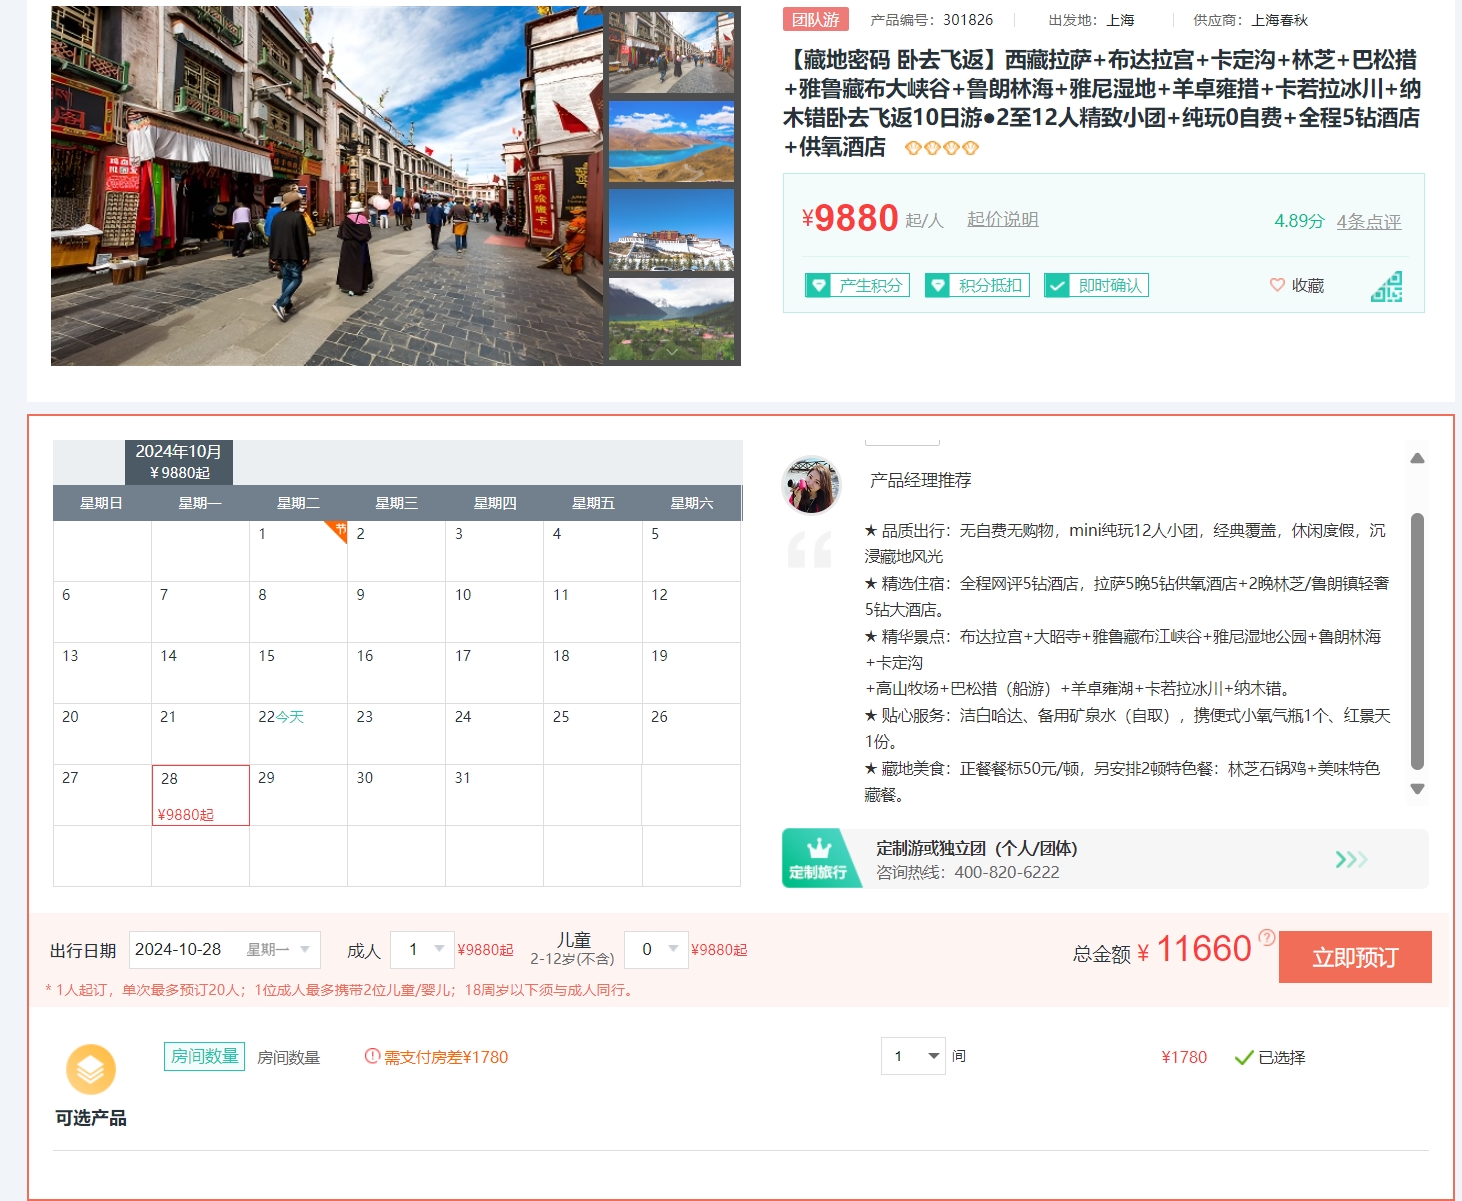 团队游 产品编号：301826 出发地：上海 供应商：上海春秋
【藏地密码 卧去飞返】西藏拉萨+布达拉宫+卡定沟+林芝+巴松措
+雅鲁藏布大峡谷+鲁朗林海+雅尼湿地+羊卓雍措+卡若拉冰川+纳
木错卧去飞返10日游●2至12人精致小团+纯玩0自费+全程5钻酒店
+供氧酒店
¥9880 起/人 起价说明 4.89分 4条点评
产生积分 积分抵扣 即时确认 收藏
2024年10月
¥9880起
星期日 星期一 星期二 星期三 星期四 星期五 星期六
1 节 2 3 4 5
6 7 8 9 10 11 12
13 14 15 16 17 18 19
20 21 22今天 23 24 25 26
27 28 29 30 31
¥9880起
产品经理推荐
★ 品质出行：无自费无购物，mini纯玩12人小团，经典覆盖，休闲度假，沉
浸藏地风光
★ 精选住宿：全程网评5钻酒店，拉萨5晚5钻供氧酒店+2晚林芝/鲁朗镇轻奢
5钻大酒店。
★ 精华景点：布达拉宫+大昭寺+雅鲁藏布江峡谷+雅尼湿地公园+鲁朗林海
+卡定沟
+高山牧场+巴松措（船游）+羊卓雍湖+卡若拉冰川+纳木错。
★ 贴心服务：洁白哈达、备用矿泉水（自取），携便式小氧气瓶1个、红景天
1份。
★ 藏地美食：正餐餐标50元/顿，另安排2顿特色餐：林芝石锅鸡+美味特色
藏餐。
定制旅行
定制游或独立团（个人/团体）
咨询热线：400-820-6222
出行日期 2024-10-28 星期一 成人 1 ¥9880起 儿童 2-12岁(不含) 0 ¥9880起 总金额 ¥ 11660 ? 立即预订
* 1人起订，单次最多预订20人；1位成人最多携带2位儿童/婴儿；18周岁以下须与成人同行。
房间数量 房间数量 需支付房差¥1780 1 间 ¥1780 已选择
可选产品